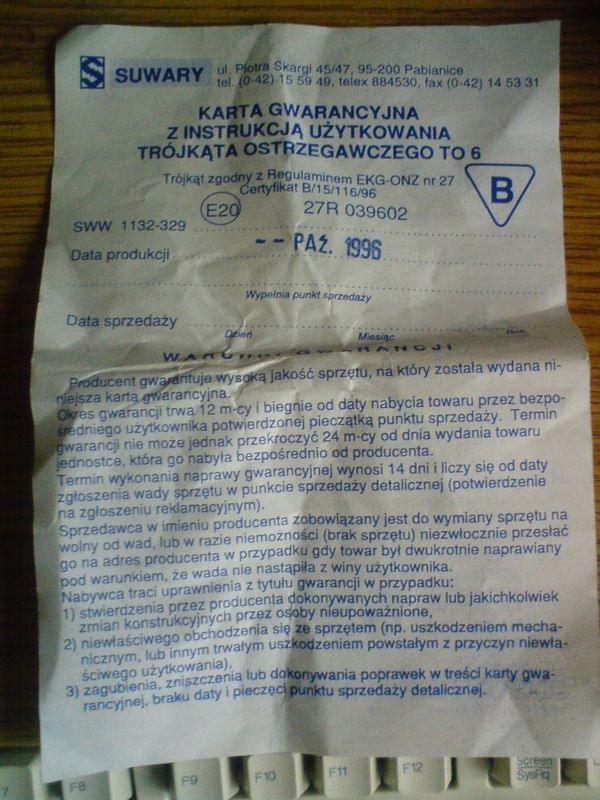 S SUWARY ul. Piotra Skargi 45/47, 95-200 Pabianice
tel. (0-42) 15 59 49, telex 884530, fax (0-42) 14 53 31
KARTA GWARANCYJNA
Z INSTRUKCJĄ UŻYTKOWANIA
TRÓJKĄTA OSTRZEGAWCZEGO TO 6
Trójkąt zgodny z Regulaminem EKG-ONZ nr 27
Certyfikat B/15/116/96
B
E20 27R 039602
SWW 1132-329
Data produkcji -- PAŹ. 1996
Wypełnia punkt sprzedaży
Data sprzedaży
Dzień Miesiąc Rok
WARUNKI GWARANCJI
Producent gwarantuje wysoką jakość sprzętu, na który została wydana ni-
niejsza karta gwarancyjna.
Okres gwarancji trwa 12 m-cy i biegnie od daty nabycia towaru przez bezpo-
średniego użytkownika potwierdzonej pieczątką punktu sprzedaży. Termin
gwarancji nie może jednak przekroczyć 24 m-cy od dnia wydania towaru
jednostce, która go nabyła bezpośrednio od producenta.
Termin wykonania naprawy gwarancyjnej wynosi 14 dni i liczy się od daty
zgłoszenia wady sprzętu w punkcie sprzedaży detalicznej (potwierdzenie
na zgłoszeniu reklamacyjnym).
Sprzedawca w imieniu producenta zobowiązany jest do wymiany sprzętu na
wolny od wad, lub w razie niemożności (brak sprzętu) niezwłocznie przesłać
go na adres producenta w przypadku gdy towar był dwukrotnie naprawiany
pod warunkiem, że wada nie nastąpiła z winy użytkownika.
Nabywca traci uprawnienia z tytułu gwarancji w przypadku:
1) stwierdzenia przez producenta dokonywanych napraw lub jakichkolwiek
zmian konstrukcyjnych przez osoby nieupoważnione,
2) niewłaściwego obchodzenia się ze sprzętem (np. uszkodzeniem mecha-
nicznym, lub innym trwałym uszkodzeniem powstałym z przyczyn niewła-
ściwego użytkowania),
3) zagubienia, zniszczenia lub dokonywania poprawek w treści karty gwa-
rancyjnej, braku daty i pieczęci punktu sprzedaży detalicznej.
F8 F9 F10 F11 F12 Screen
SysRq